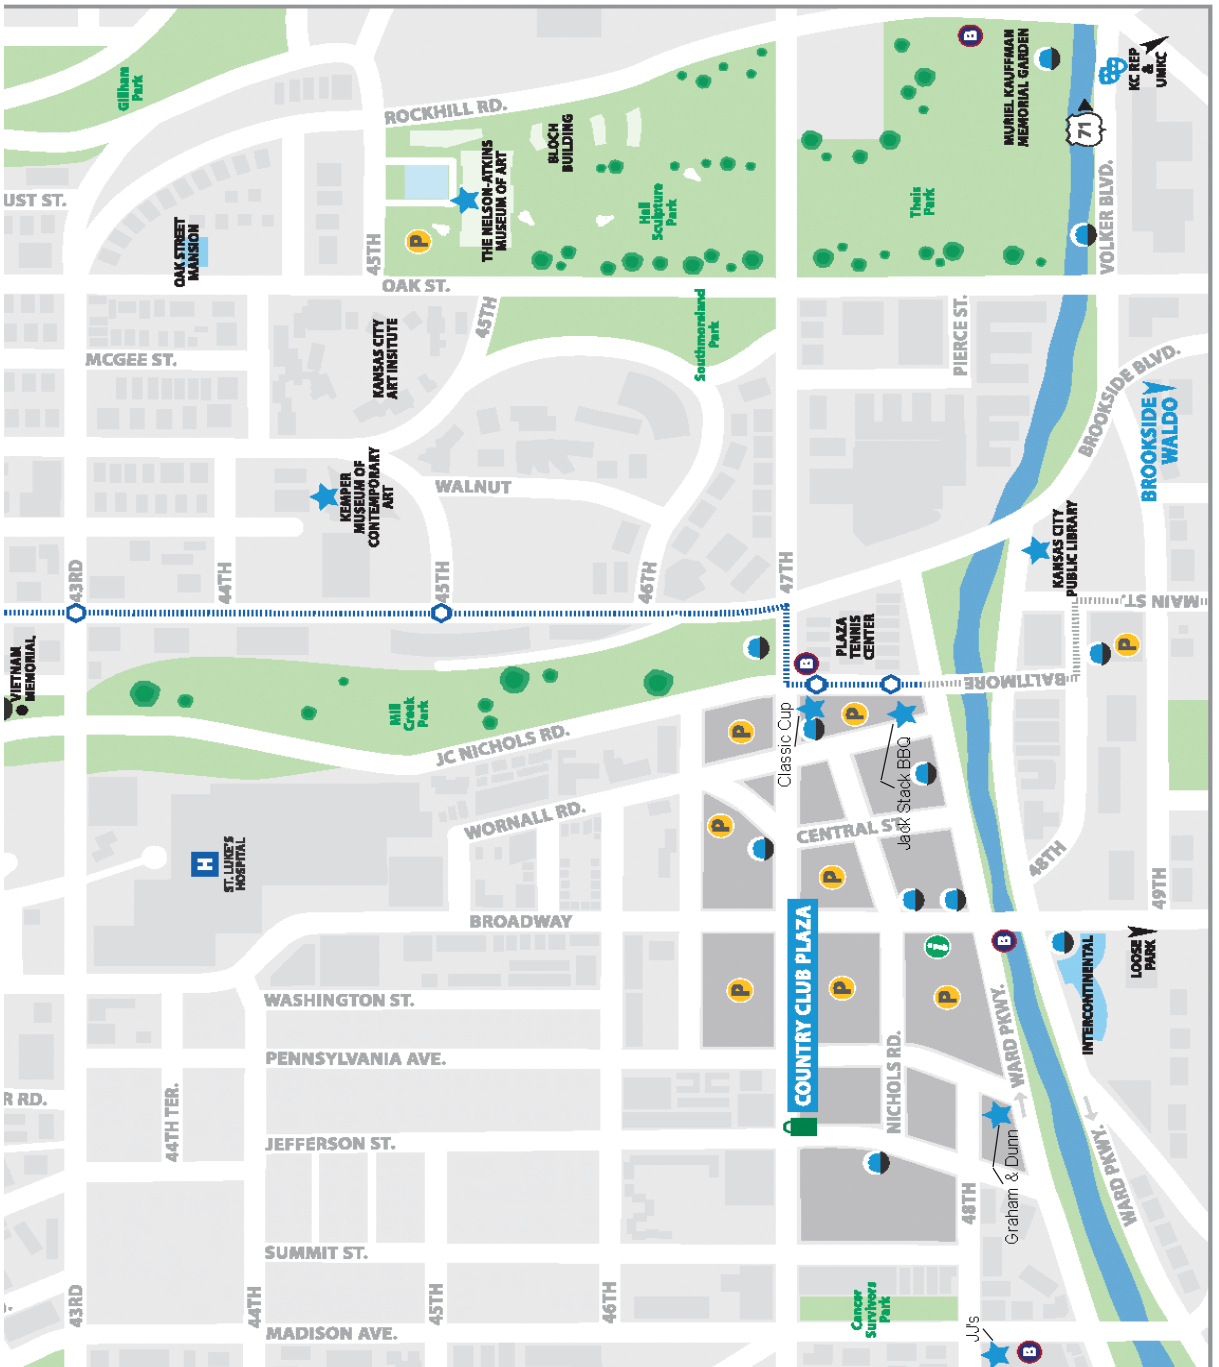 Gillham
Park
ROCKHILL RD.
BLOCH
BUILDING
THE NELSON-ATKINS
MUSEUM OF ART
Hall
Sculpture
Park
Theis
Park
B
MURIEL KAUFFMAN
MEMORIAL GARDEN
KC REP
&
UMKC
71
VOLKER BLVD.
UST ST.
OAK STREET
MANSION
45TH
P
OAK ST.
45TH
Southmoreland
Park
PIERCE ST.
MCGEE ST.
KANSAS CITY
ART INSITUTE
BROOKSIDE BLVD.
BROOKSIDE
WALDO
KEMPER
MUSEUM OF
CONTEMPORARY
ART
WALNUT
KANSAS CITY
PUBLIC LIBRARY
43RD
44TH
45TH
46TH
47TH
MAIN ST.
VIETNAM
MEMORIAL
PLAZA
TENNIS
CENTER
B
P
BALTIMORE
Mill
Creek
Park
JC NICHOLS RD.
P
Classic Cup
P
Jack Stack BBQ
WORNALL RD.
P
CENTRAL ST
48TH
H
ST. LUKE'S
HOSPITAL
P
49TH
BROADWAY
COUNTRY CLUB PLAZA
i
B
INTERCONTINENTAL
LOOSE
PARK
WASHINGTON ST.
P
P
P
WARD PKWY.
PENNSYLVANIA AVE.
NICHOLS RD.
R RD.
44TH TER.
JEFFERSON ST.
Graham & Dunn
48TH
WARD PKWY.
SUMMIT ST.
43RD
44TH
45TH
46TH
Cancer
Survivors
Park
MADISON AVE.
JJ's
B